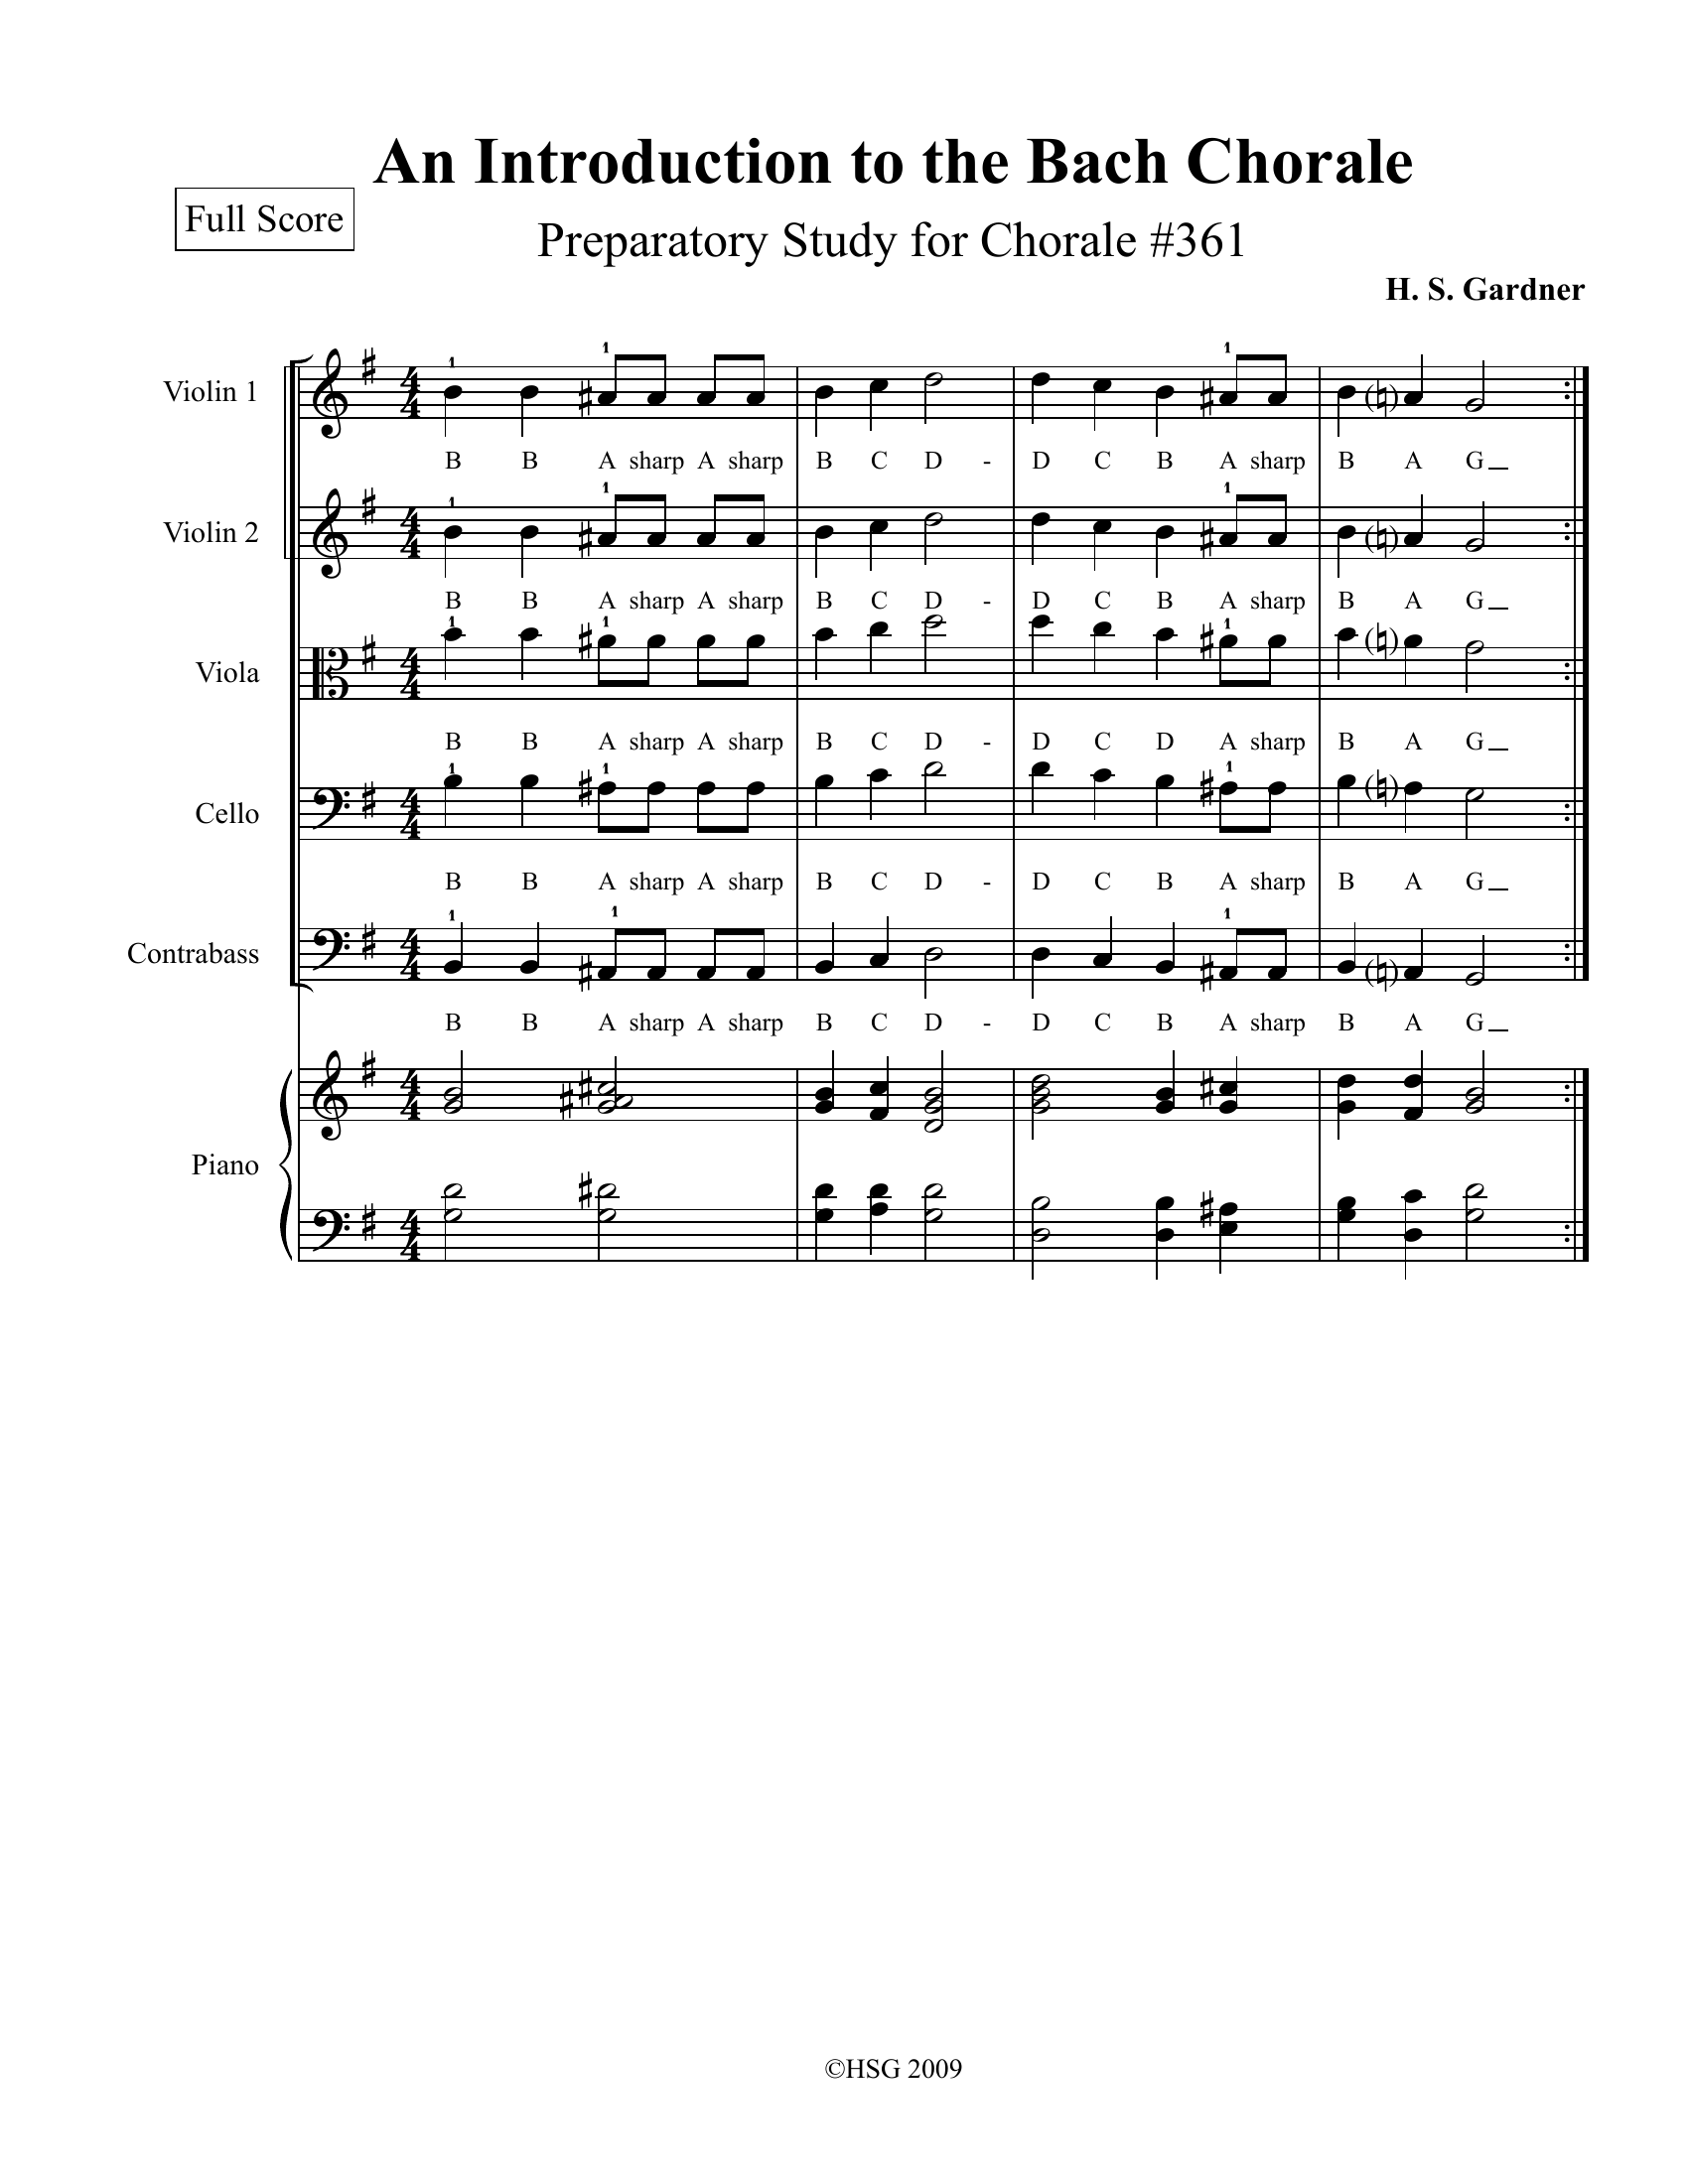 An Introduction to the Bach Chorale
Full Score
Preparatory Study for Chorale #361
H. S. Gardner
Violin 1
1 1 1
B B A sharp A sharp B C D - D C B A sharp B A G
Violin 2
1 1 1
B B A sharp A sharp B C D - D C B A sharp B A G
Viola
1 1 1
B B A sharp A sharp B C D - D C D A sharp B A G
Cello
1 1 1
B B A sharp A sharp B C D - D C B A sharp B A G
Contrabass
1 1 1
B B A sharp A sharp B C D - D C B A sharp B A G
Piano
©HSG 2009